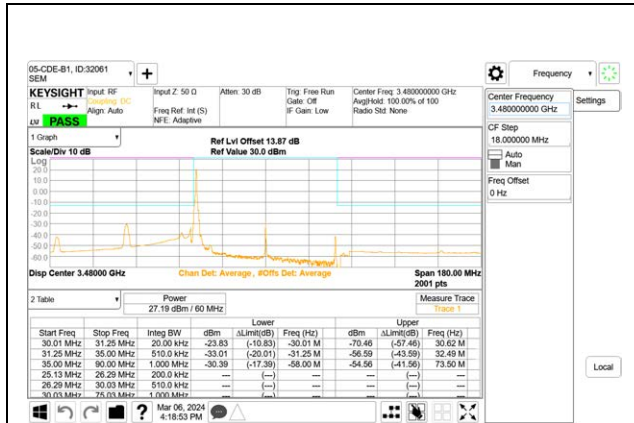 05-CDE-B1, ID:32061
SEM
Frequency
KEYSIGHT
Input: RF
Input Z: 50 Ω
Atten: 30 dB
Trig: Free Run
Center Freq: 3.480000000 GHz
RL
Coupling: DC
Gate: Off
Avg|Hold: 100.00% of 100
Align: Auto
Freq Ref: Int (S)
IF Gain: Low
Radio Std: None
PASS
NFE: Adaptive
Center Frequency
3.480000000 GHz
Settings
CF Step
18.000000 MHz
Auto
Man
Freq Offset
0 Hz
1 Graph
Ref Lvl Offset 13.87 dB
Scale/Div 10 dB
Ref Value 30.0 dBm
Log
20.0
10.0
0.00
-10.0
-20.0
-30.0
-40.0
-50.0
-60.0
Disp Center 3.48000 GHz
Chan Det: Average , #Offs Det: Average
Span 180.00 MHz
2001 pts
2 Table
Power
27.19 dBm / 60 MHz
Measure Trace
Trace 1
Lower
Upper
Start Freq Stop Freq Integ BW dBm ΔLimit(dB) Freq (Hz) dBm ΔLimit(dB) Freq (Hz)
30.01 MHz 31.25 MHz 20.00 kHz -23.83 (-10.83) -30.01 M -70.46 (-57.46) 30.62 M
31.25 MHz 35.00 MHz 510.0 kHz -33.01 (-20.01) -31.25 M -56.59 (-43.59) 32.49 M
35.00 MHz 90.00 MHz 1.000 MHz -30.39 (-17.39) -58.00 M -54.56 (-41.56) 73.50 M
25.13 MHz 26.29 MHz 200.0 kHz --- (---) --- --- (---) ---
26.29 MHz 30.03 MHz 510.0 kHz --- (---) --- --- (---) ---
30.03 MHz 75.03 MHz 1.000 MHz --- (---) --- --- (---) ---
Local
?
Mar 06, 2024
4:18:53 PM